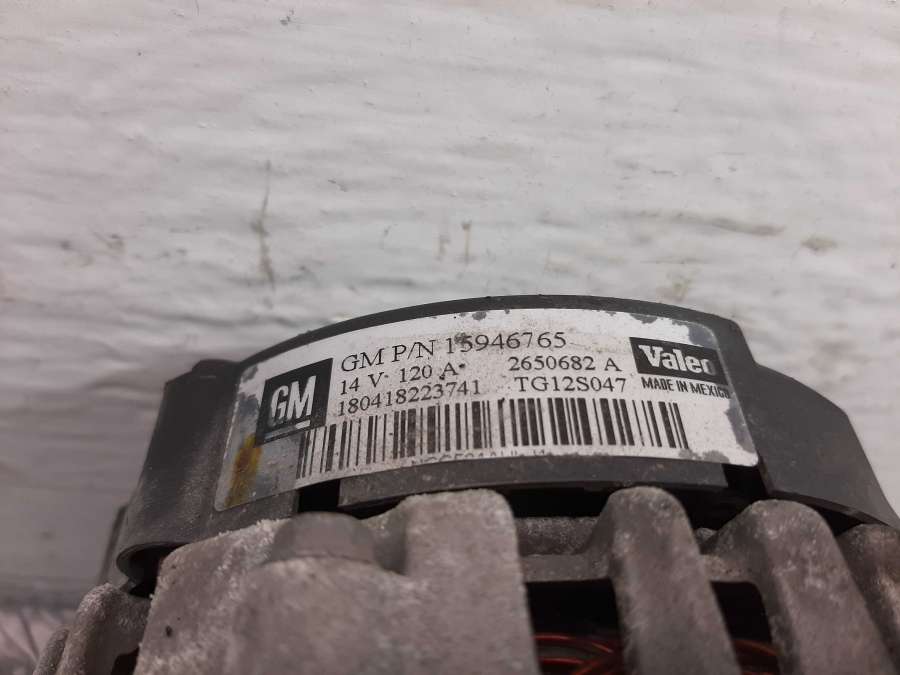 GM
GM P/N 15946765
14 V 120 A 2650682 A
180418223741 TG12S047
Valeo
MADE IN MEXICO